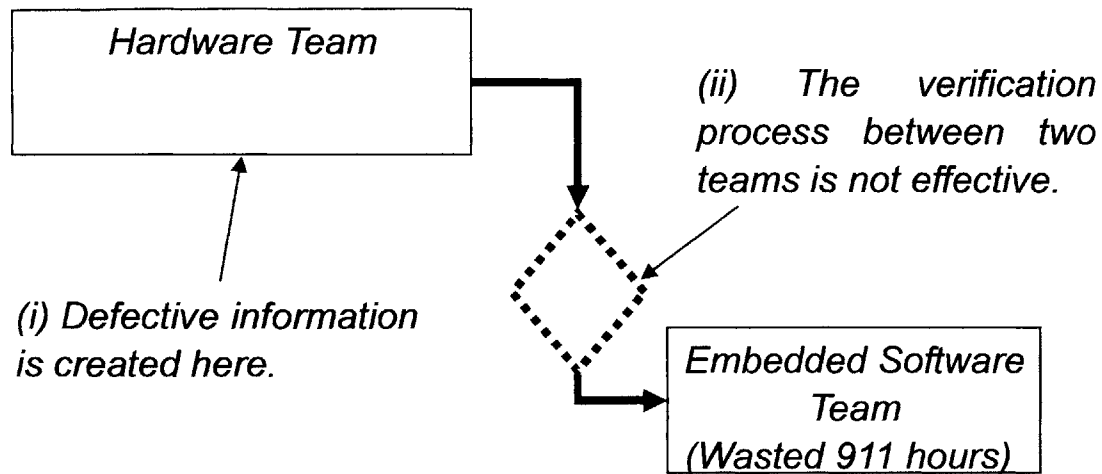 Hardware Team
(ii) The verification
process between two
teams is not effective.
(i) Defective information
is created here.
Embedded Software
Team
(Wasted 911 hours)